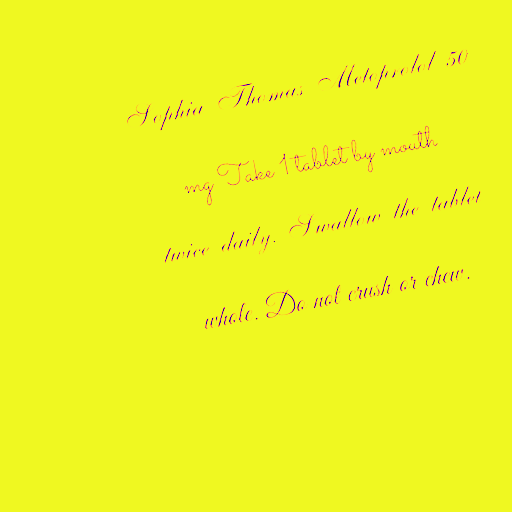 Sophia Thomas Metoprolol 50
mg Take 1 tablet by mouth
twice daily. Swallow the tablet
whole. Do not crush or chew.